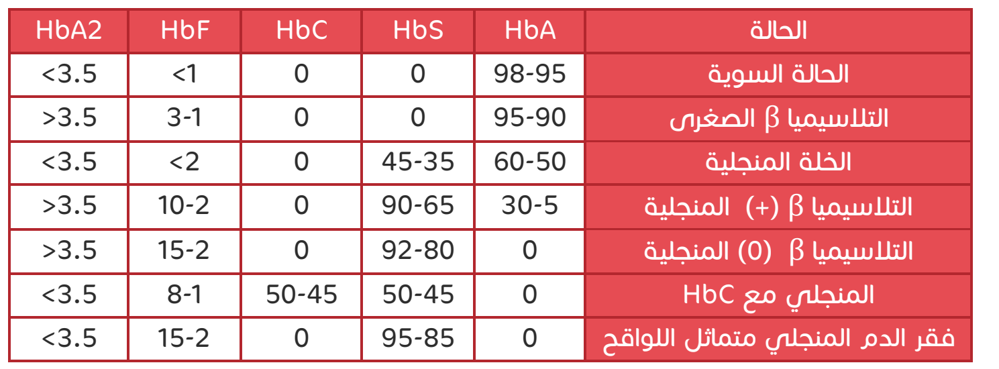 الحالة HbA HbS HbC HbF HbA2
الحالة السوية 98-95 0 0 <1 <3.5
التلاسيميا β الصغرى 95-90 0 0 3-1 >3.5
الخلة المنجلية 60-50 45-35 0 <2 <3.5
التلاسيميا β (+) المنجلية 30-5 90-65 0 10-2 >3.5
التلاسيميا β (0) المنجلية 0 92-80 0 15-2 >3.5
المنجلي مع HbC 0 50-45 50-45 8-1 <3.5
فقر الدم المنجلي متماثل اللواقح 0 95-85 0 15-2 <3.5